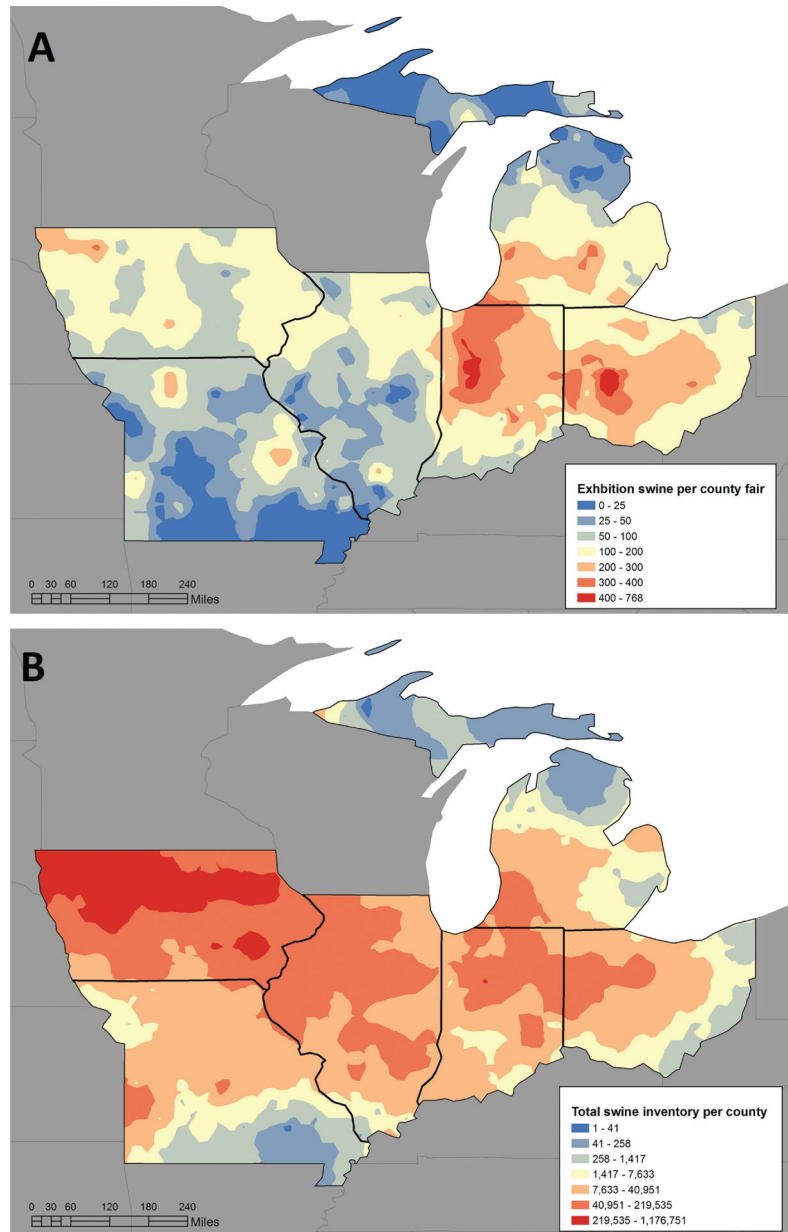 A
Exhbition swine per county fair
0 - 25
25 - 50
50 - 100
100 - 200
200 - 300
300 - 400
400 - 768
0 30 60 120 180 240
Miles
B
Total swine inventory per county
1 - 41
41 - 258
258 - 1,417
1,417 - 7,633
7,633 - 40,951
40,951 - 219,535
219,535 - 1,176,751
0 30 60 120 180 240
Miles